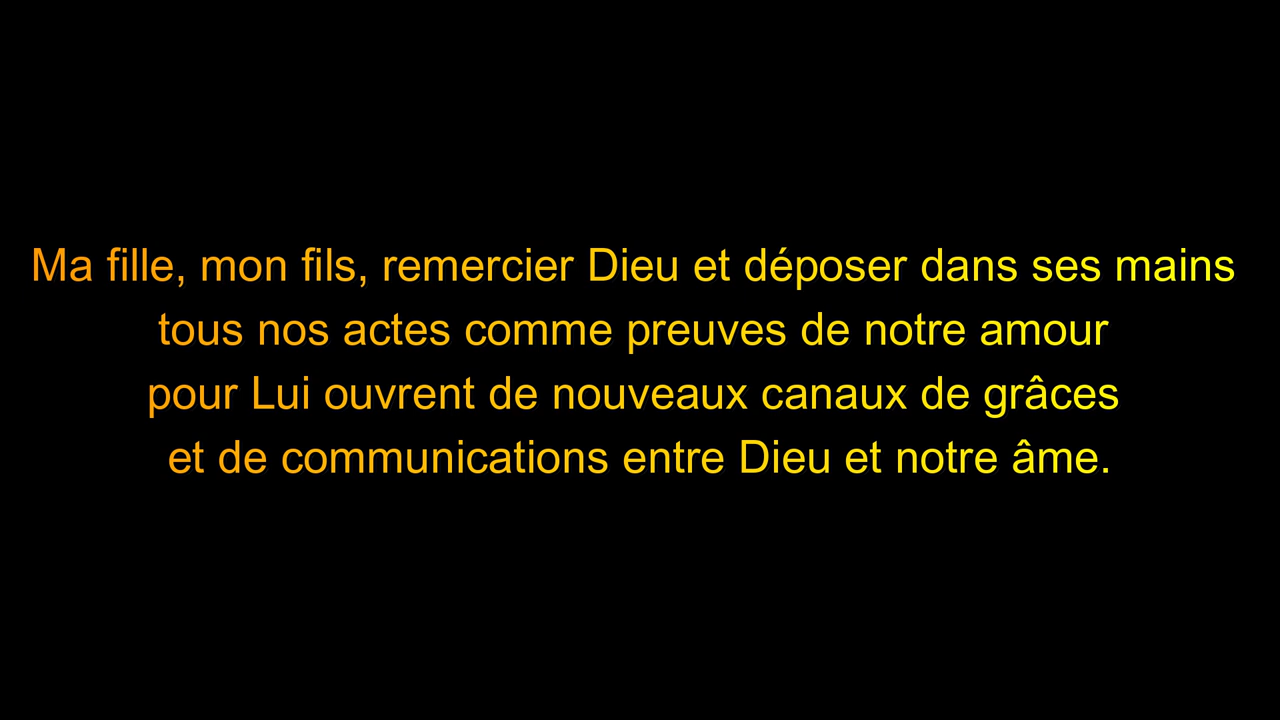 Ma fille, mon fils, remercier Dieu et déposer dans ses mains
tous nos actes comme preuves de notre amour
pour Lui ouvrent de nouveaux canaux de grâces
et de communications entre Dieu et notre âme.